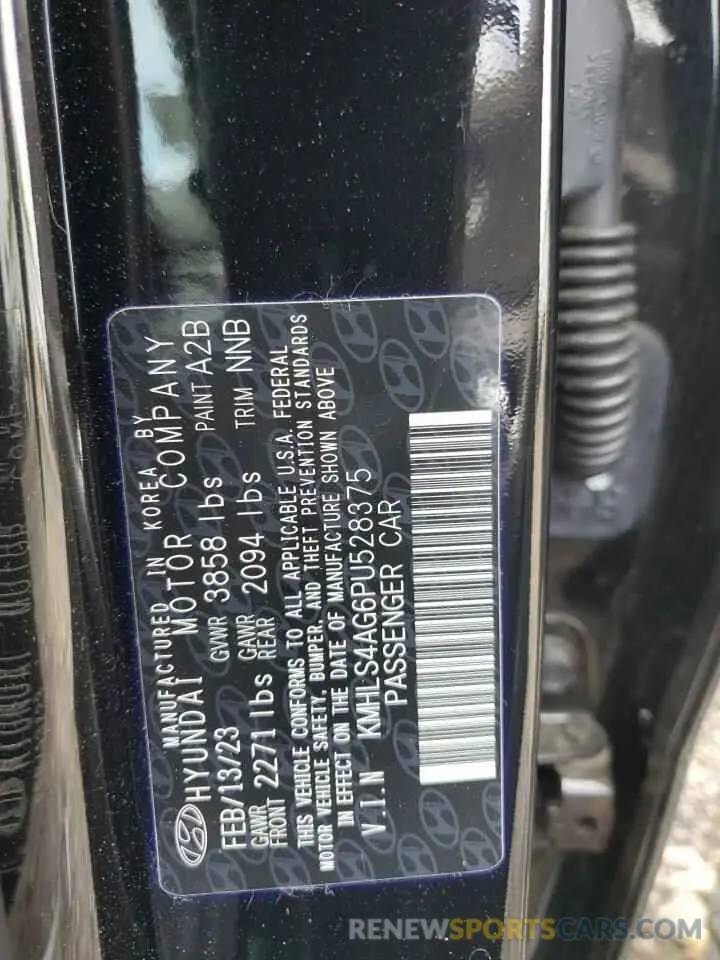 MANUFACTURED IN KOREA BY
HYUNDAI MOTOR COMPANY
FEB/13/23 GVWR 3858 lbs PAINT A2B
GAWR FRONT 2271 lbs GAWR REAR 2094 lbs TRIM NNB
THIS VEHICLE CONFORMS TO ALL APPLICABLE U.S.A. FEDERAL
MOTOR VEHICLE SAFETY, BUMPER, AND THEFT PREVENTION STANDARDS
IN EFFECT ON THE DATE OF MANUFACTURE SHOWN ABOVE
V.I.N KMHLS4AG6PU528375
PASSENGER CAR
RENEWSPORTSCARS.COM